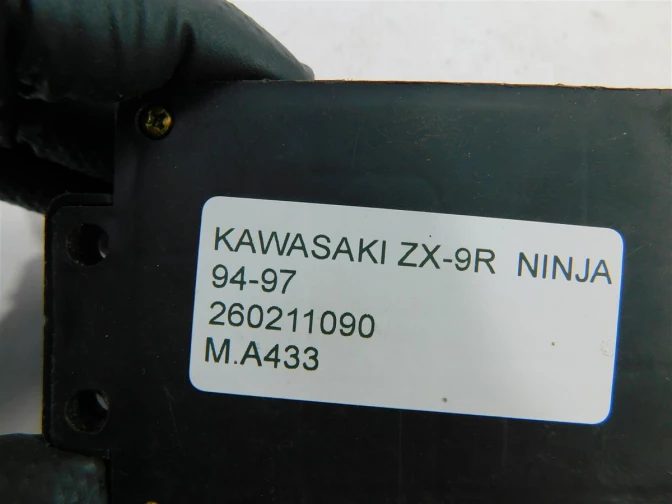 KAWASAKI ZX-9R NINJA
94-97
260211090
M.A433